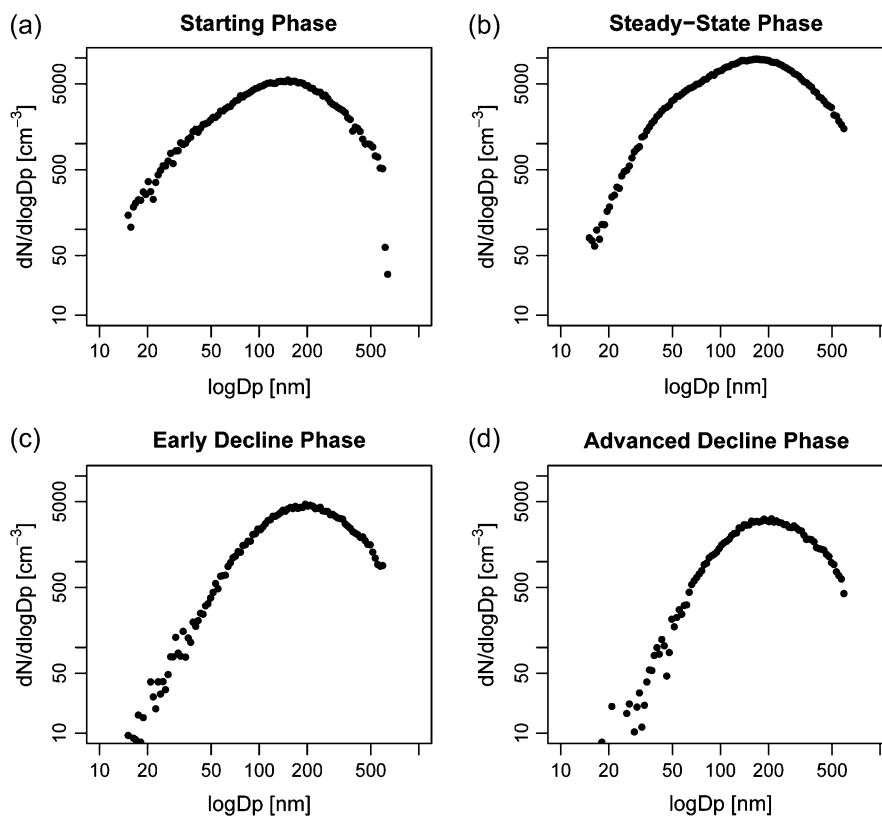 (a) Starting Phase
dN/dlogDp [cm−3]
5000
500
50
10
10 20 50 100 200 500
logDp [nm]
(b) Steady−State Phase
dN/dlogDp [cm−3]
5000
500
50
10
10 20 50 100 200 500
logDp [nm]
(c) Early Decline Phase
dN/dlogDp [cm−3]
5000
500
50
10
10 20 50 100 200 500
logDp [nm]
(d) Advanced Decline Phase
dN/dlogDp [cm−3]
5000
500
50
10
10 20 50 100 200 500
logDp [nm]